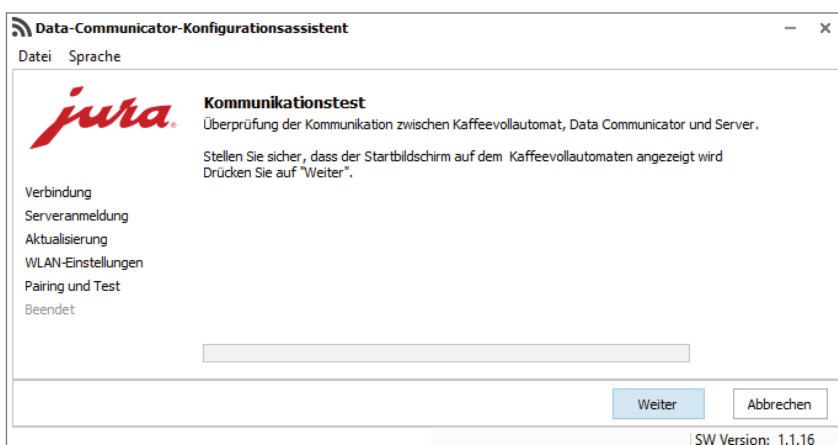 Data-Communicator-Konfigurationsassistent
Datei Sprache
jura
Kommunikationstest
Überprüfung der Kommunikation zwischen Kaffeevollautomat, Data Communicator und Server.
Stellen Sie sicher, dass der Startbildschirm auf dem Kaffeevollautomaten angezeigt wird
Drücken Sie auf "Weiter".
Verbindung
Serveranmeldung
Aktualisierung
WLAN-Einstellungen
Pairing und Test
Beendet
Weiter Abbrechen
SW Version: 1.1.16